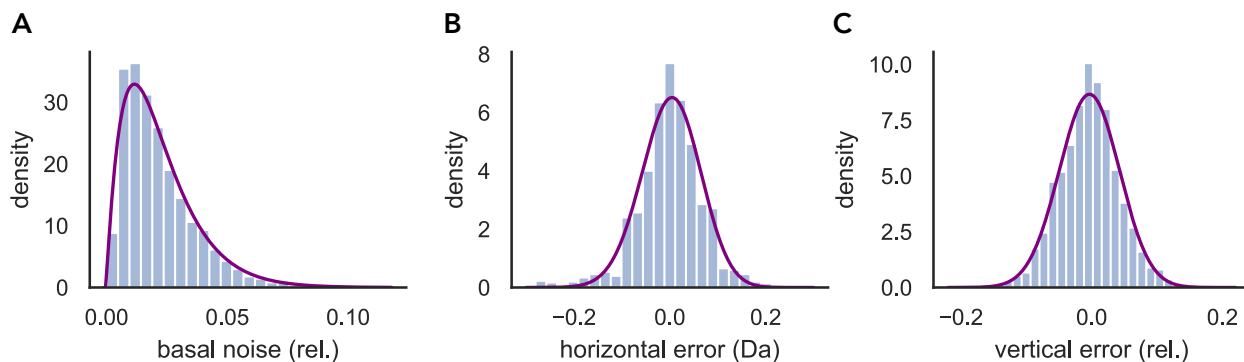 A
density
30
20
10
0
0.00 0.05 0.10
basal noise (rel.)
B
density
8
6
4
2
0
−0.2 0.0 0.2
horizontal error (Da)
C
density
10.0
7.5
5.0
2.5
0.0
−0.2 0.0 0.2
vertical error (rel.)